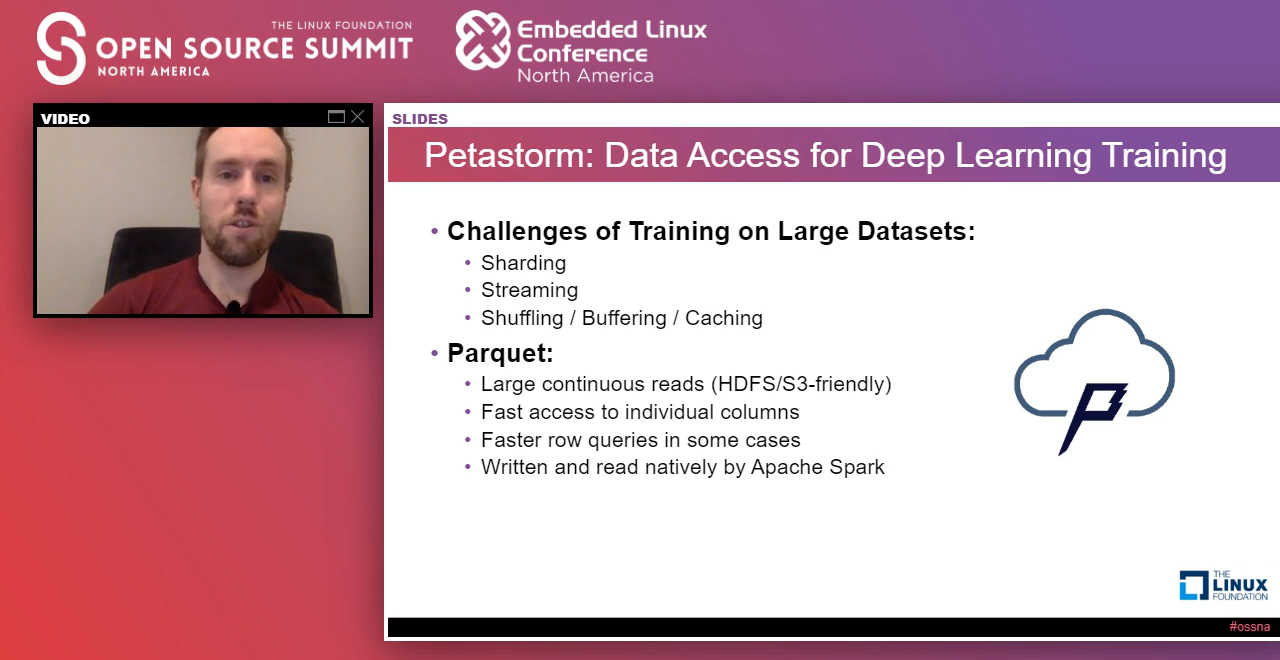 THE LINUX FOUNDATION
OPEN SOURCE SUMMIT
NORTH AMERICA
Embedded Linux
Conference
North America
VIDEO
SLIDES
Petastorm: Data Access for Deep Learning Training
• Challenges of Training on Large Datasets:
• Sharding
• Streaming
• Shuffling / Buffering / Caching
• Parquet:
• Large continuous reads (HDFS/S3-friendly)
• Fast access to individual columns
• Faster row queries in some cases
• Written and read natively by Apache Spark
THE
LINUX
FOUNDATION
#ossna